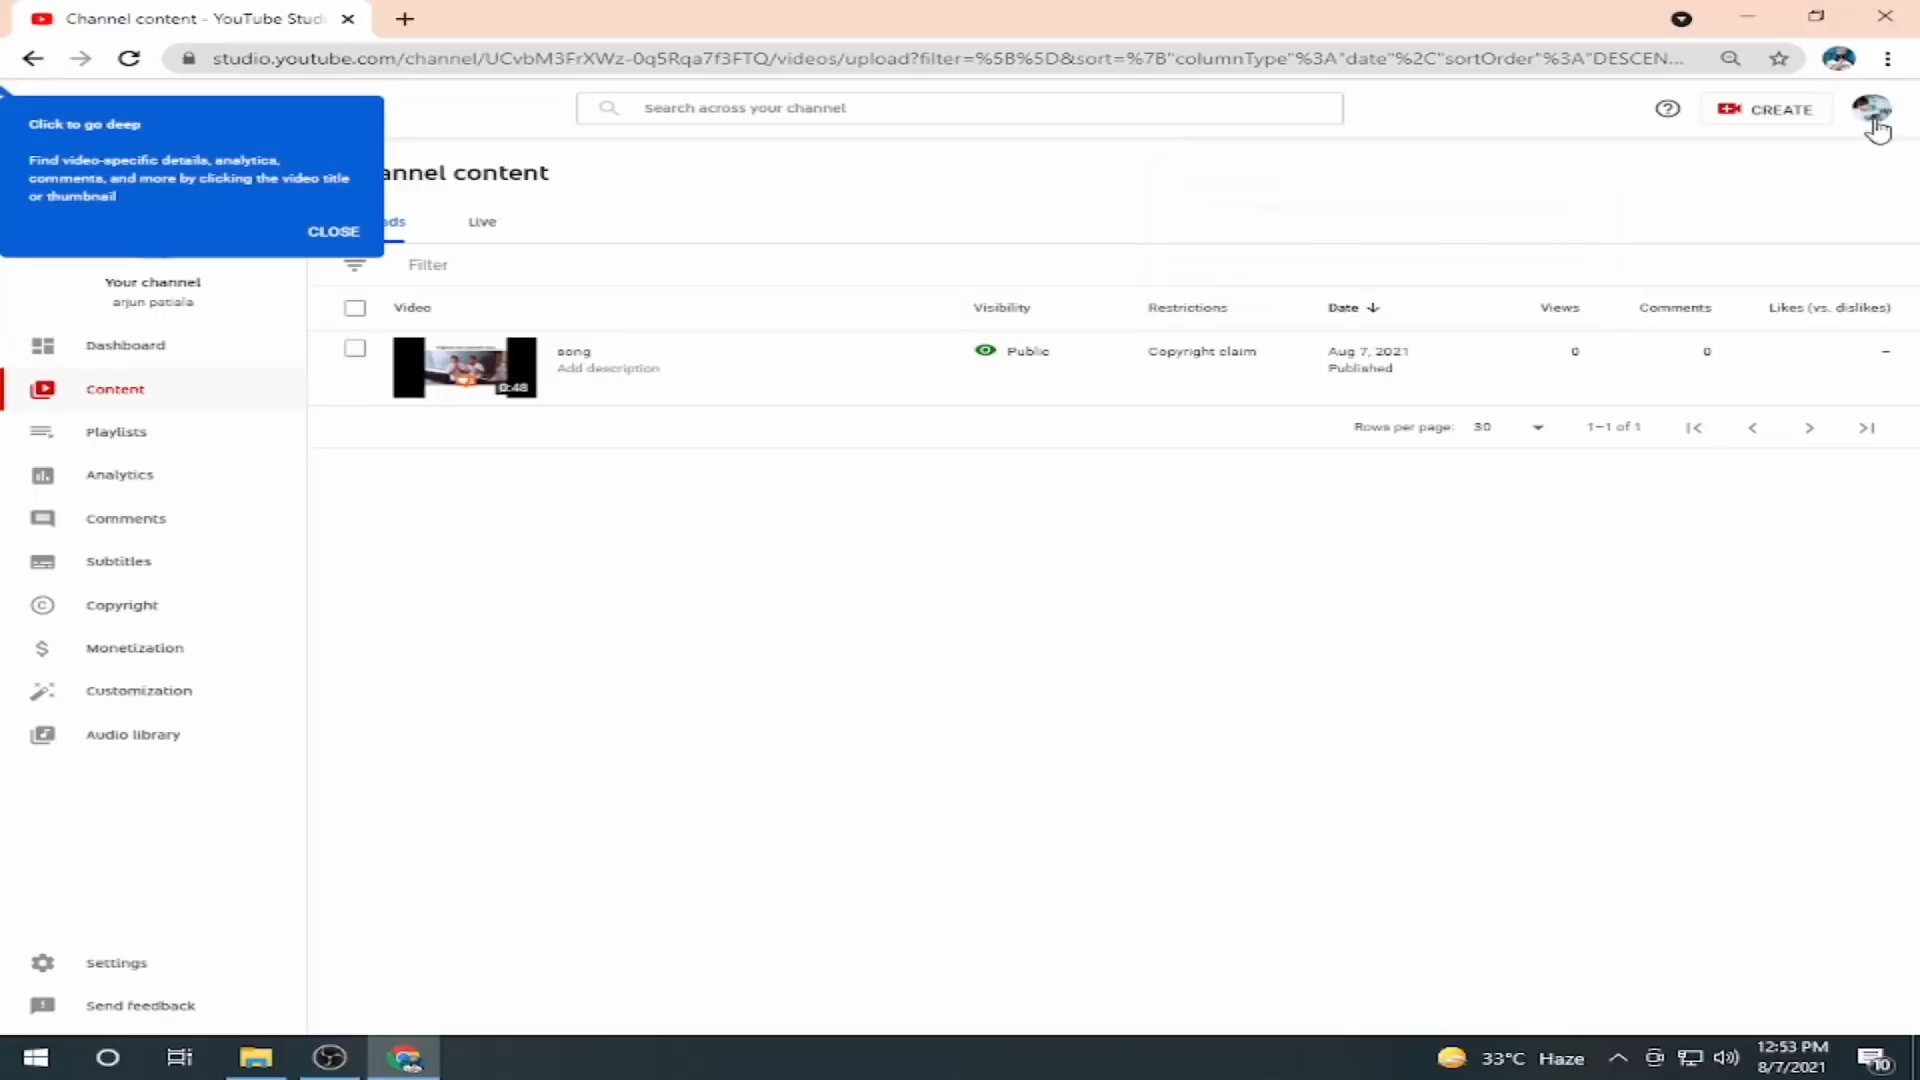 Channel content - YouTube Studi
studio.youtube.com/channel/UCvbM3FrXWz-0q5Rqa7f3FTQ/videos/upload?filter=%5B%5D&sort=%7B"columnType"%3A"date"%2C"sortOrder"%3A"DESCEN...
Click to go deep
Find video-specific details, analytics,
comments, and more by clicking the video title
or thumbnail
CLOSE
Search across your channel
CREATE
annel content
ads
Live
Filter
Your channel
arjun patiala
Dashboard
Content
Playlists
Analytics
Comments
Subtitles
Copyright
Monetization
Customization
Audio library
Settings
Send feedback
Video
Visibility
Restrictions
Date
Views
Comments
Likes (vs. dislikes)
0:48
song
Add description
Public
Copyright claim
Aug 7, 2021
Published
0
0
–
Rows per page: 30
1–1 of 1
33°C Haze
12:53 PM
8/7/2021
10